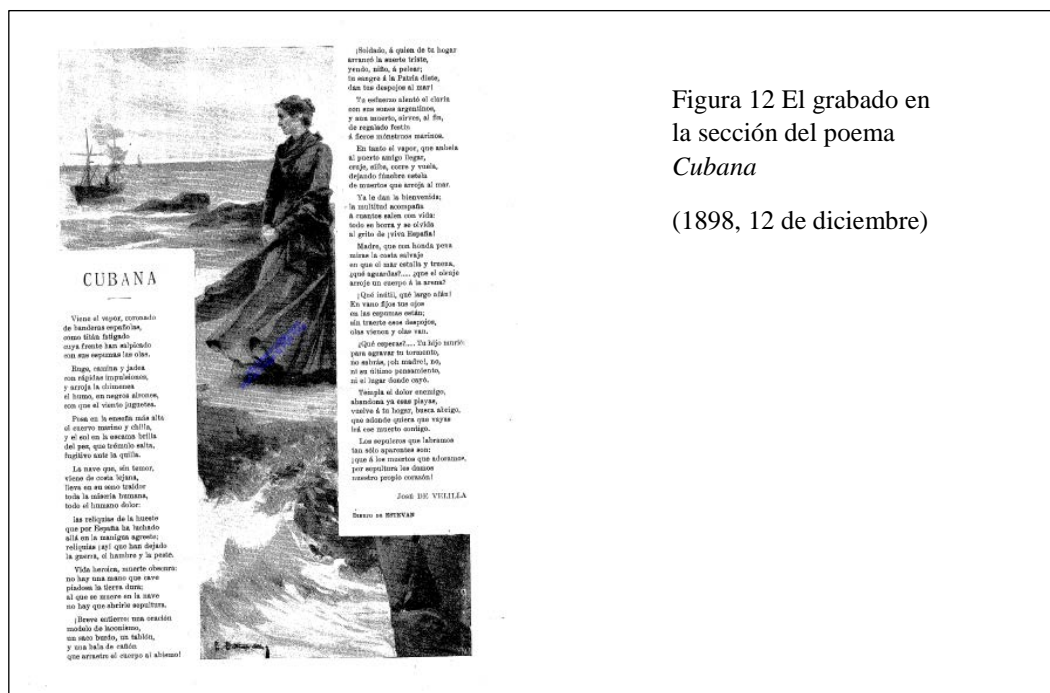 CUBANA
Viene el vapor, coronado
de banderas españolas,
como titán fatigado
cuya frente han salpicado
con sus espumas las olas.
Ruge, camina y jadea
con rápidas impulsiones,
y arroja la chimenea
el humo, en negros airones,
con que el viento juguetea.
Posa en la enseña más alta
el cuervo marino y chilla,
y el sol en la escama brilla
del pez, que trémulo salta,
fugitivo ante la quilla.
La nave que, sin temor,
viene de costa lejana,
lleva en su seno traidor
toda la miseria humana,
todo el humano dolor:
las reliquias de la hueste
que por España ha luchado
allá en la manigua agreste;
reliquias ¡ay! que han dejado
la guerra, el hambre y la peste.
Vida heroica, muerte obscura:
no hay una mano que cave
piadosa la tierra dura;
al que se muere en la nave
no hay que abrirle sepultura.
¡Breve entierro: una oración
modelo de laconismo,
un saco burdo, un tablón,
y una bala de cañón
que arrastre el cuerpo al abismo!
¡Soldado, á quien de tu hogar
arrancó la suerte triste,
yendo, niño, á pelear;
tu sangre á la Patria diste,
dan tus despojos al mar!
Tu esfuerzo alentó el clarín
con sus sones argentinos,
y una muerto, sirves, al fin,
de regalado festín
á fieros mónstruos marinos.
En tanto el vapor, que anhela
al puerto amigo llegar,
cruje, silba, corre y vuela,
dejando fúnebre estela
de muertos que arroja al mar.
Ya le dan la bienvenida;
la multitud acompaña
á cuantos salen con vida:
todo se borra y se olvida
al grito de ¡viva España!
Madre, que con honda pena
miras la costa salvaje
en que el mar estalla y truena,
¿qué aguardas?.... ¿que el oleaje
arroje un cuerpo á la arena?
¡Qué inútil, qué largo afán!
En vano fijos tus ojos
en las espumas están;
sin traerte esos despojos,
olas vienen y olas van.
¿Qué esperas?.... Tu hijo murió:
para agravar tu tormento,
no sabrás, ¡oh madre!, no,
ni su último pensamiento,
ni el lugar donde cayó.
Templa el dolor enemigo,
abandona ya esas playas,
vuelve á tu hogar, busca abrigo,
que adonde quiera que vayas
irá ese muerto contigo.
Los sepulcros que labramos
tan sólo aparentes son:
¡que á los muertos que adoramos,
por sepultura les damos
nuestro propio corazón!
José DE VELILLA
DIBUJO DE ESTEVAN
Figura 12 El grabado en
la sección del poema
Cubana
(1898, 12 de diciembre)